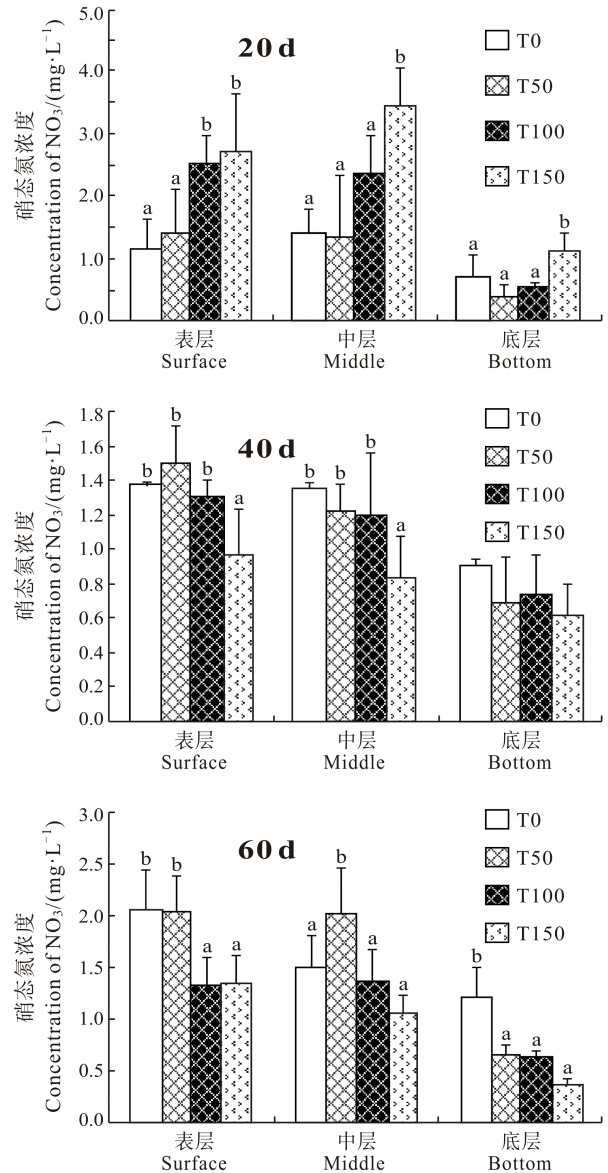 硝态氮浓度
Concentration of NO3/(mg·L⁻¹)
5.0
4.0
3.0
2.0
1.0
0.0
20 d
T0
T50
T100
T150
a
a
b
b
a
a
a
b
a
a
a
b
表层
Surface
中层
Middle
底层
Bottom
硝态氮浓度
Concentration of NO3/(mg·L⁻¹)
1.8
1.6
1.4
1.2
1.0
0.8
0.6
0.4
0.2
0.0
40 d
T0
T50
T100
T150
b
b
b
a
b
b
b
a
表层
Surface
中层
Middle
底层
Bottom
硝态氮浓度
Concentration of NO3/(mg·L⁻¹)
3.0
2.5
2.0
1.5
1.0
0.5
0.0
60 d
T0
T50
T100
T150
b
b
a
a
a
b
a
a
b
a
a
a
表层
Surface
中层
Middle
底层
Bottom